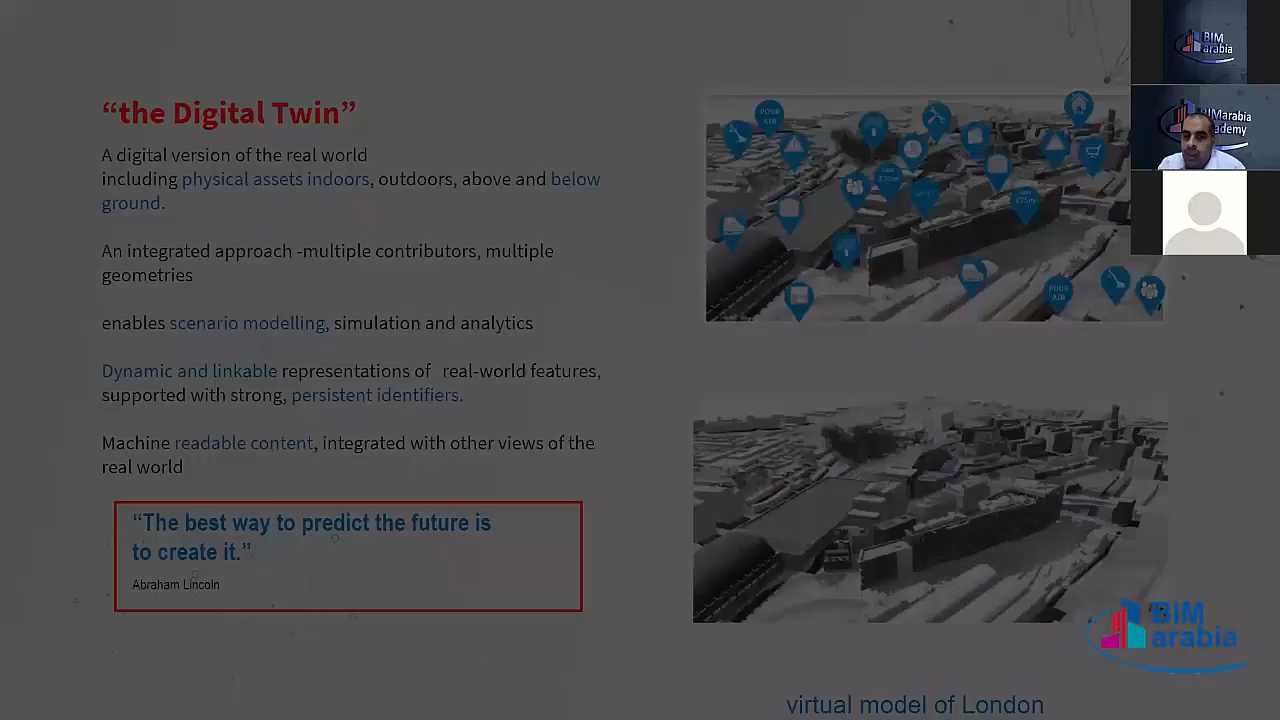 “the Digital Twin”
A digital version of the real world
including physical assets indoors, outdoors, above and below
ground.
An integrated approach -multiple contributors, multiple
geometries
enables scenario modelling, simulation and analytics
Dynamic and linkable representations of real-world features,
supported with strong, persistent identifiers.
Machine readable content, integrated with other views of the
real world
“The best way to predict the future is
to create it.”
Abraham Lincoln
POUR
AIR
POUR
AIR
virtual model of London
BIM
arabia
BIM
arabia
BIMarabia